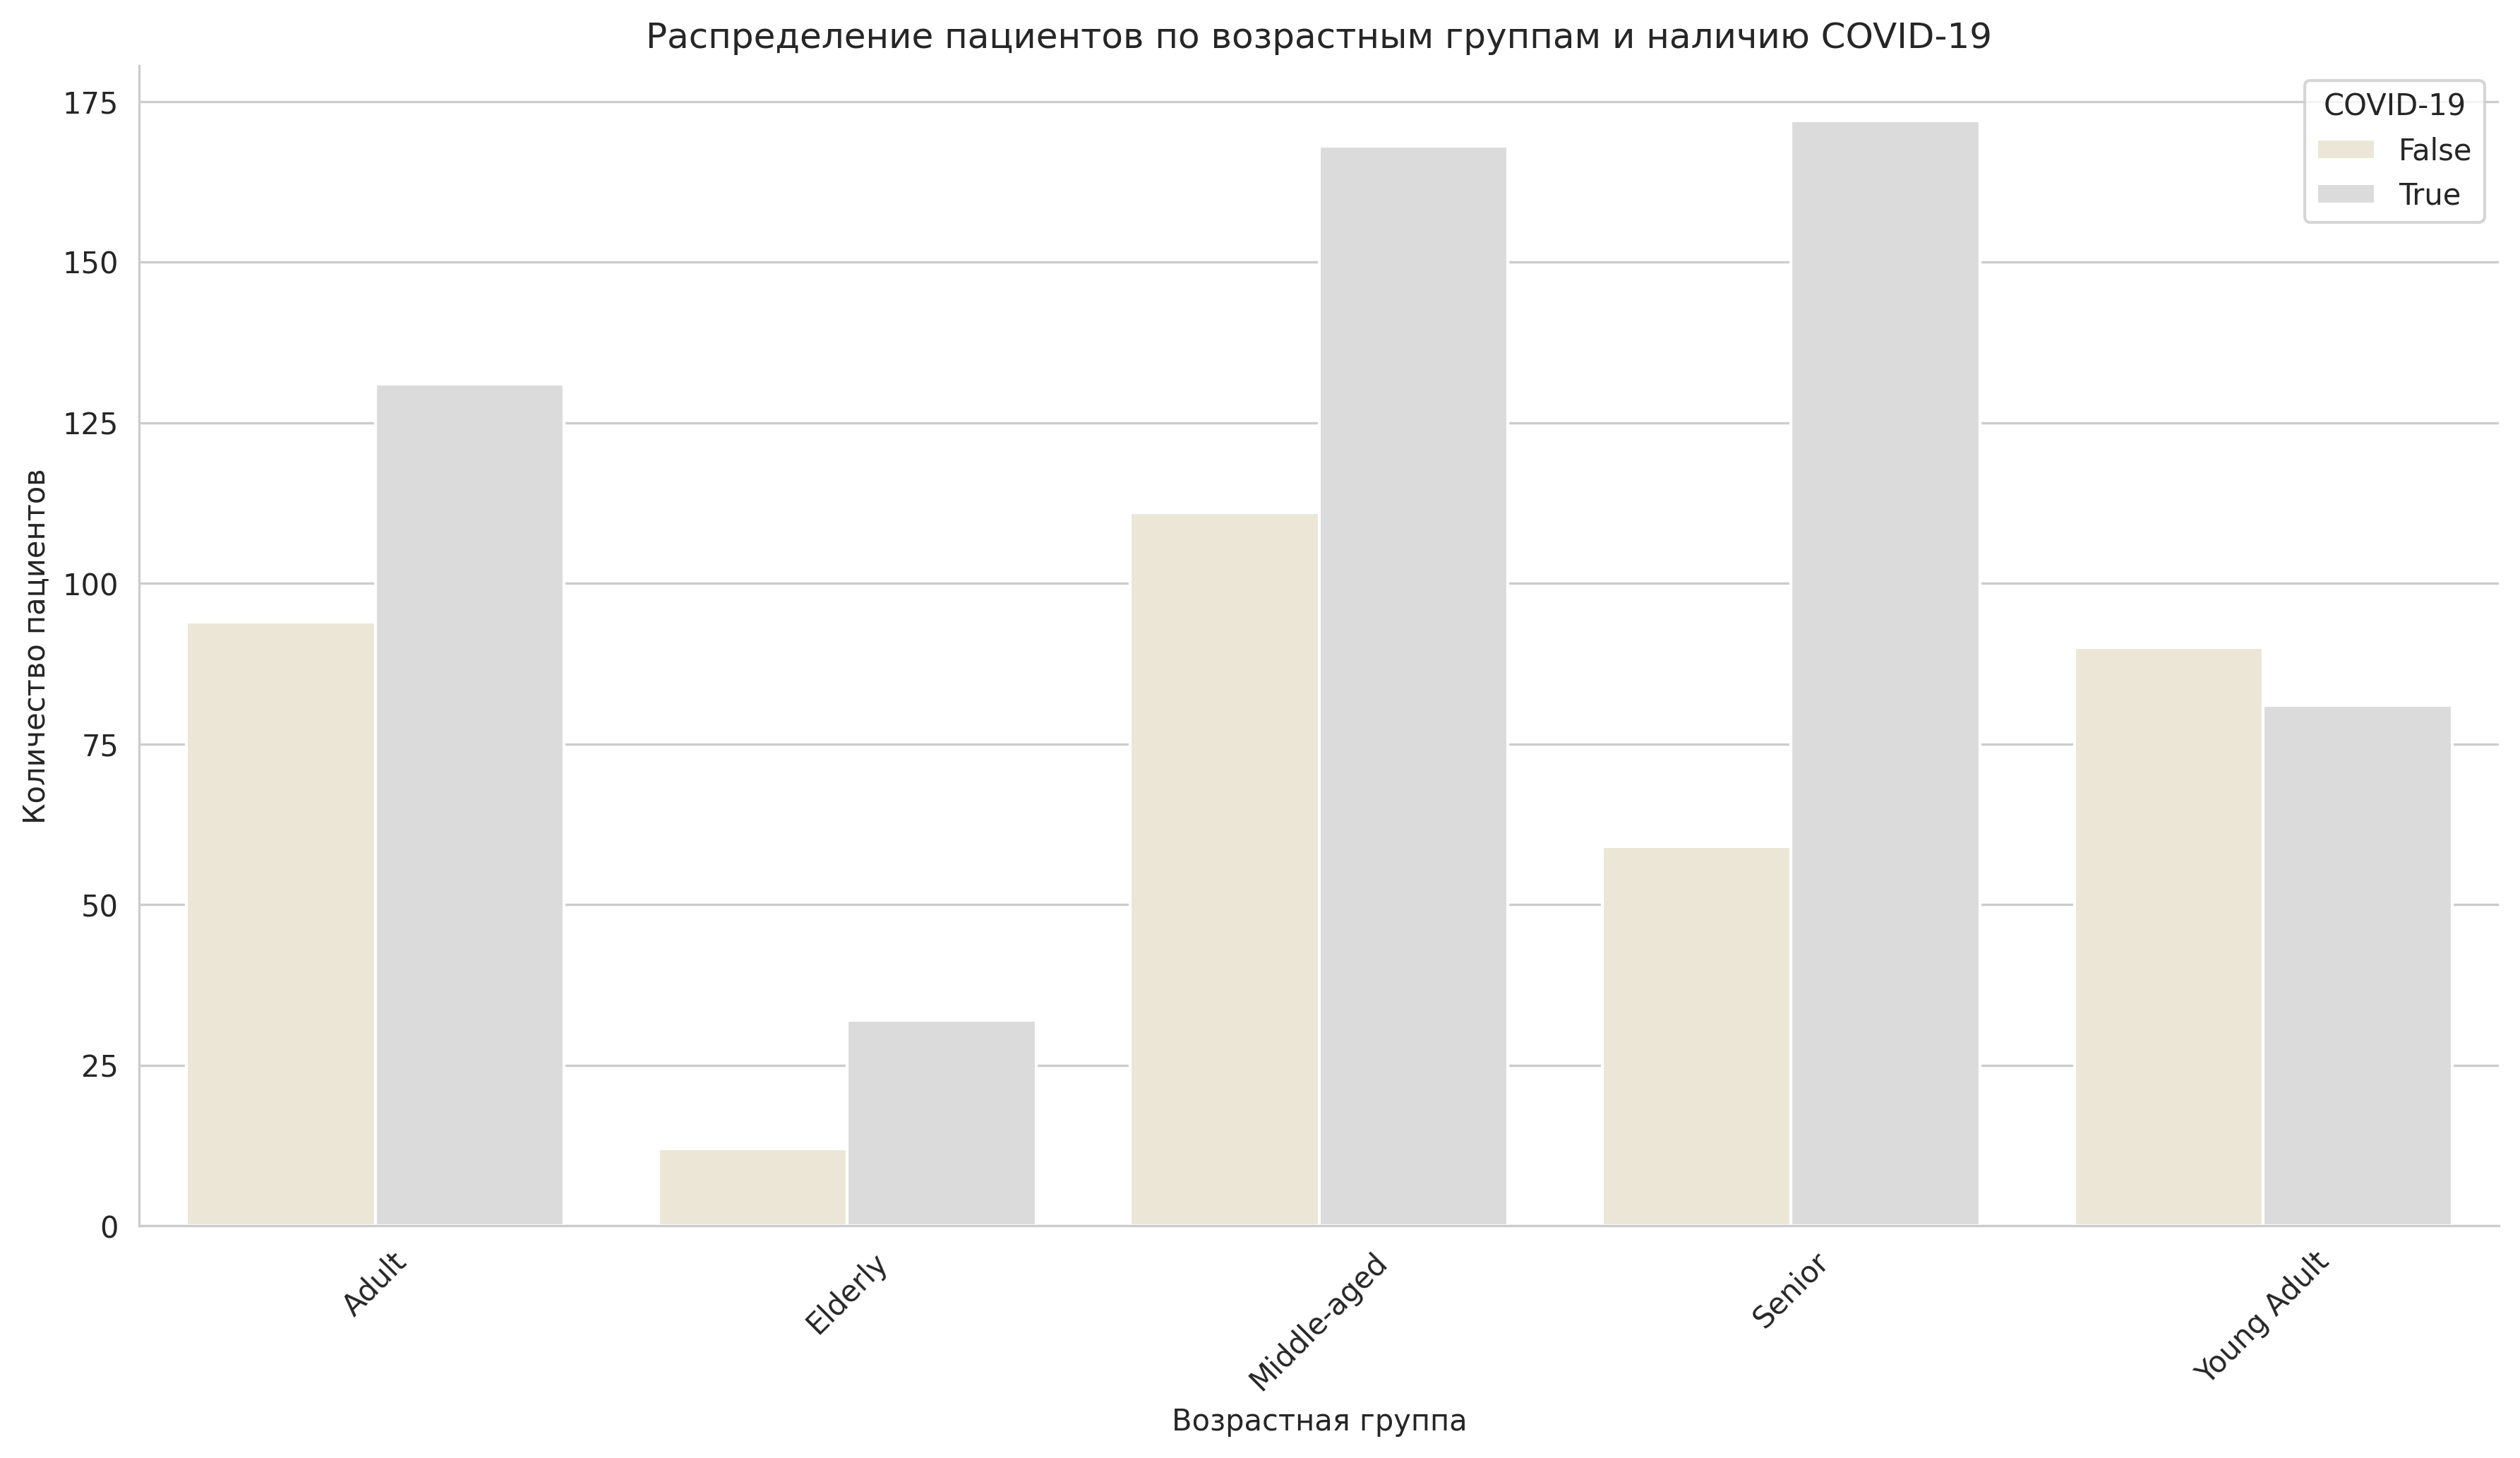 Распределение пациентов по возрастным группам и наличию COVID-19
COVID-19
False
True
Количество пациентов
175
150
125
100
75
50
25
0
Adult
Elderly
Middle-aged
Senior
Young Adult
Возрастная группа